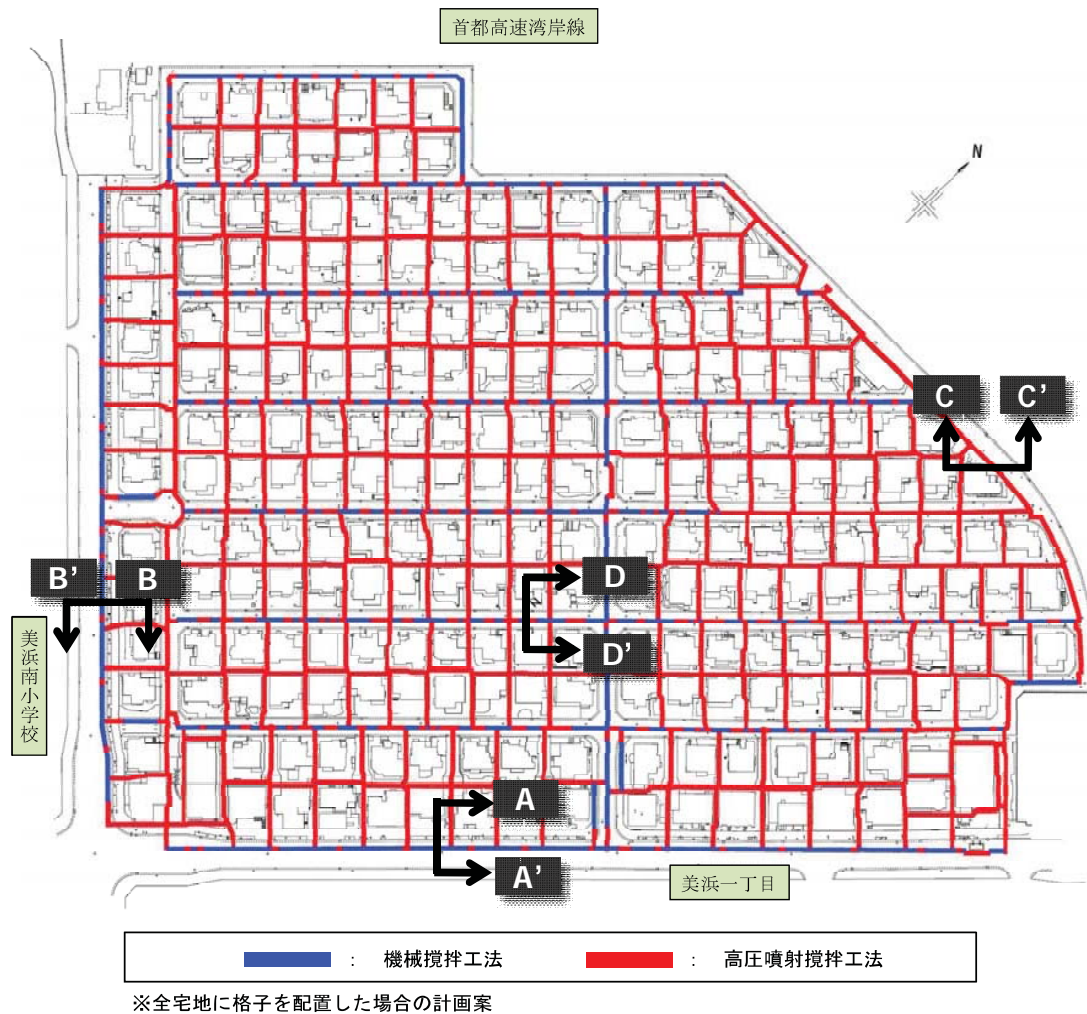 首都高速湾岸線
N
C
C'
B'
B
D
D'
美浜南小学校
A
A'
美浜一丁目
: 機械撹拌工法 : 高圧噴射撹拌工法
※全宅地に格子を配置した場合の計画案